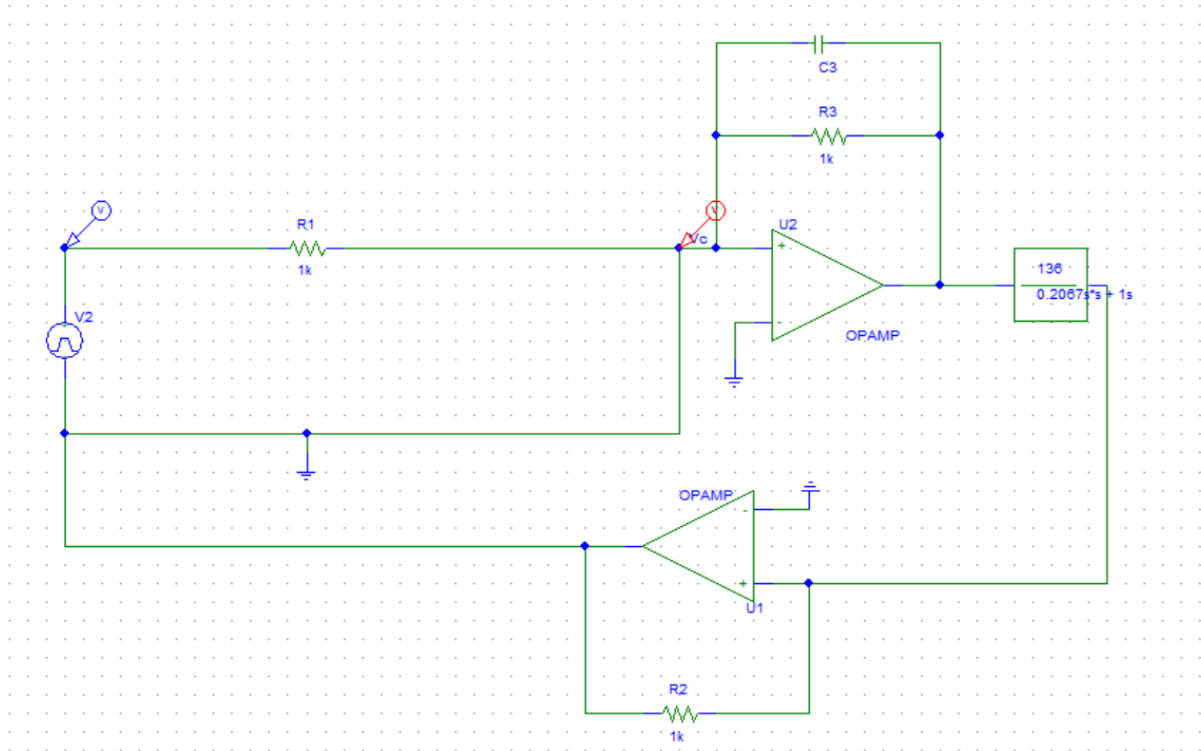 C3
R3
1k
V
V
R1
1k
Vc
U2
+
-
OPAMP
136
0.2067s*s + 1s
V2
OPAMP
-
+
U1
R2
1k